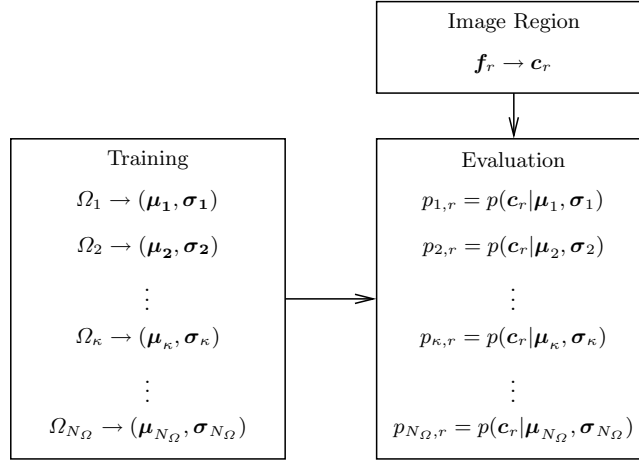 Image Region
f_r → c_r
Training
Ω_1 → (μ_1, σ_1)
Ω_2 → (μ_2, σ_2)
⋮
Ω_κ → (μ_κ, σ_κ)
⋮
Ω_{N_Ω} → (μ_{N_Ω}, σ_{N_Ω})
Evaluation
p_{1,r} = p(c_r|μ_1, σ_1)
p_{2,r} = p(c_r|μ_2, σ_2)
⋮
p_{κ,r} = p(c_r|μ_κ, σ_κ)
⋮
p_{N_Ω,r} = p(c_r|μ_{N_Ω}, σ_{N_Ω})